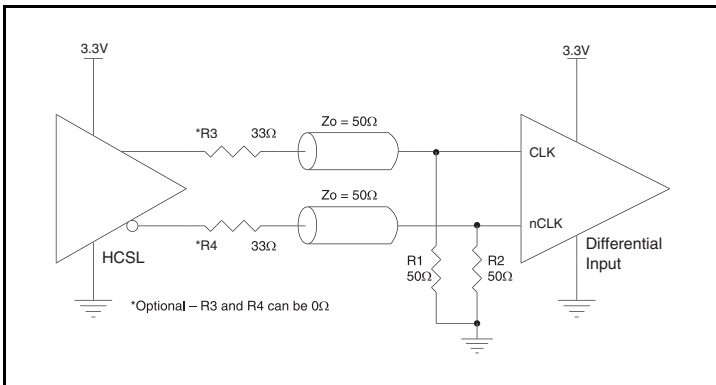 3.3V
3.3V
*R3 33Ω
Zo = 50Ω
CLK
Zo = 50Ω
nCLK
*R4 33Ω
HCSL
R1
50Ω
R2
50Ω
Differential
Input
*Optional – R3 and R4 can be 0Ω